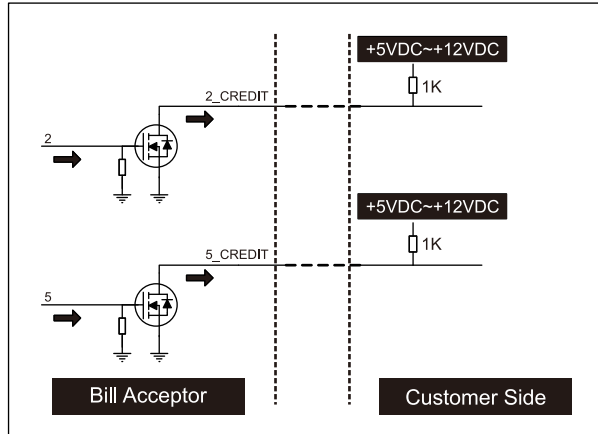 +5VDC~+12VDC
2_CREDIT
1K
2
+5VDC~+12VDC
5_CREDIT
1K
5
Bill Acceptor
Customer Side